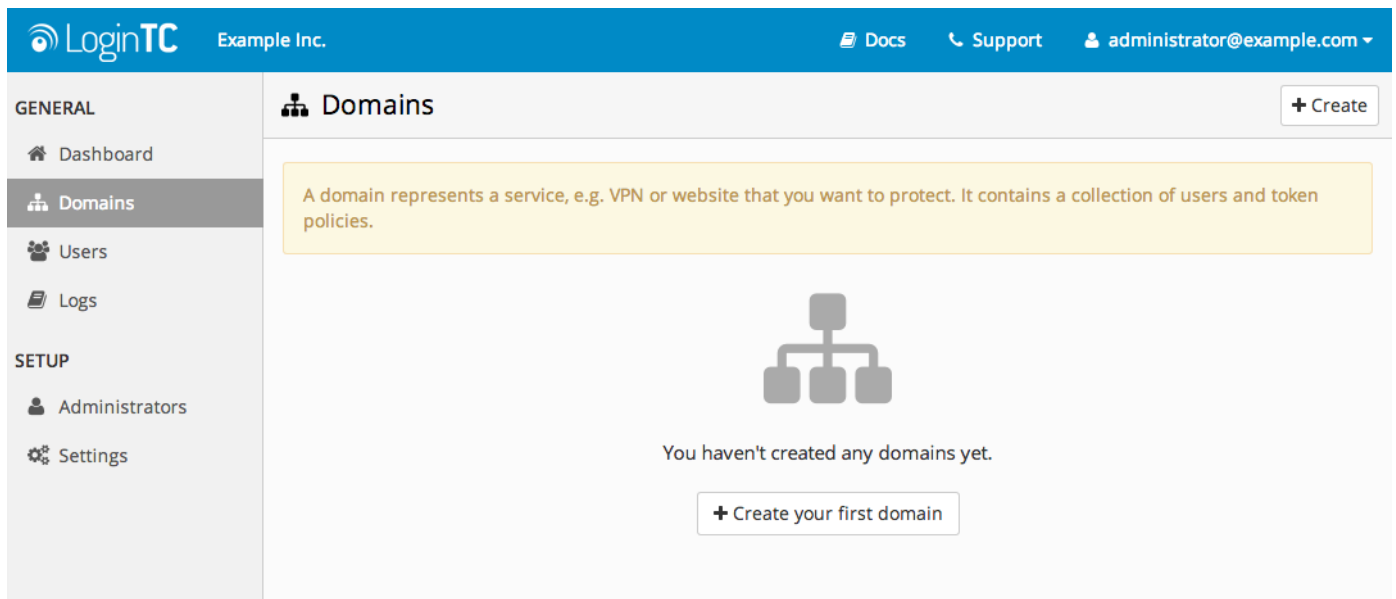 LoginTC Example Inc. Docs Support administrator@example.com
GENERAL
Dashboard
Domains
Users
Logs
SETUP
Administrators
Settings
Domains
+ Create
A domain represents a service, e.g. VPN or website that you want to protect. It contains a collection of users and token
policies.
You haven't created any domains yet.
+ Create your first domain